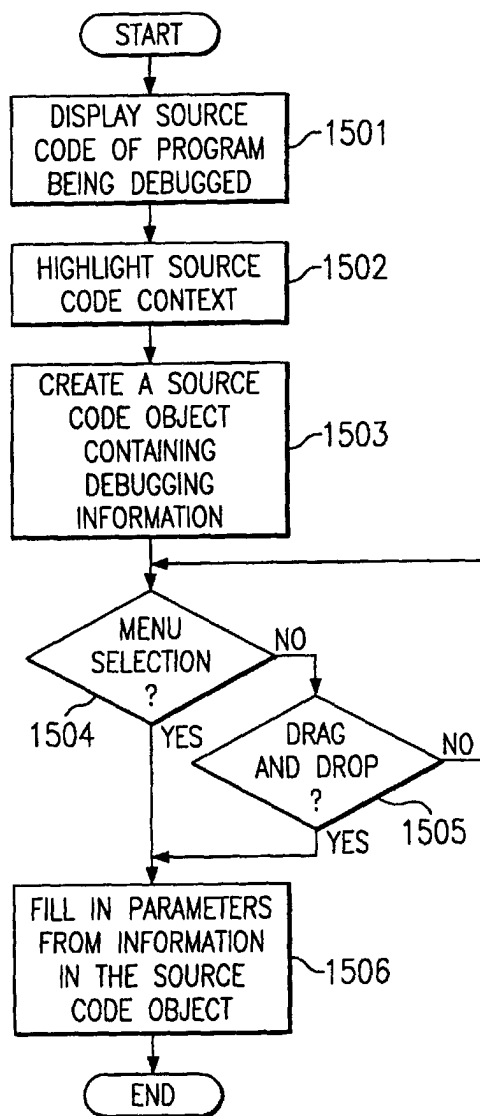 START
DISPLAY SOURCE
CODE OF PROGRAM
BEING DEBUGGED
1501
HIGHLIGHT SOURCE
CODE CONTEXT
1502
CREATE A SOURCE
CODE OBJECT
CONTAINING
DEBUGGING
INFORMATION
1503
MENU
SELECTION
?
NO
1504
YES
DRAG
AND DROP
?
NO
1505
YES
FILL IN PARAMETERS
FROM INFORMATION
IN THE SOURCE
CODE OBJECT
1506
END